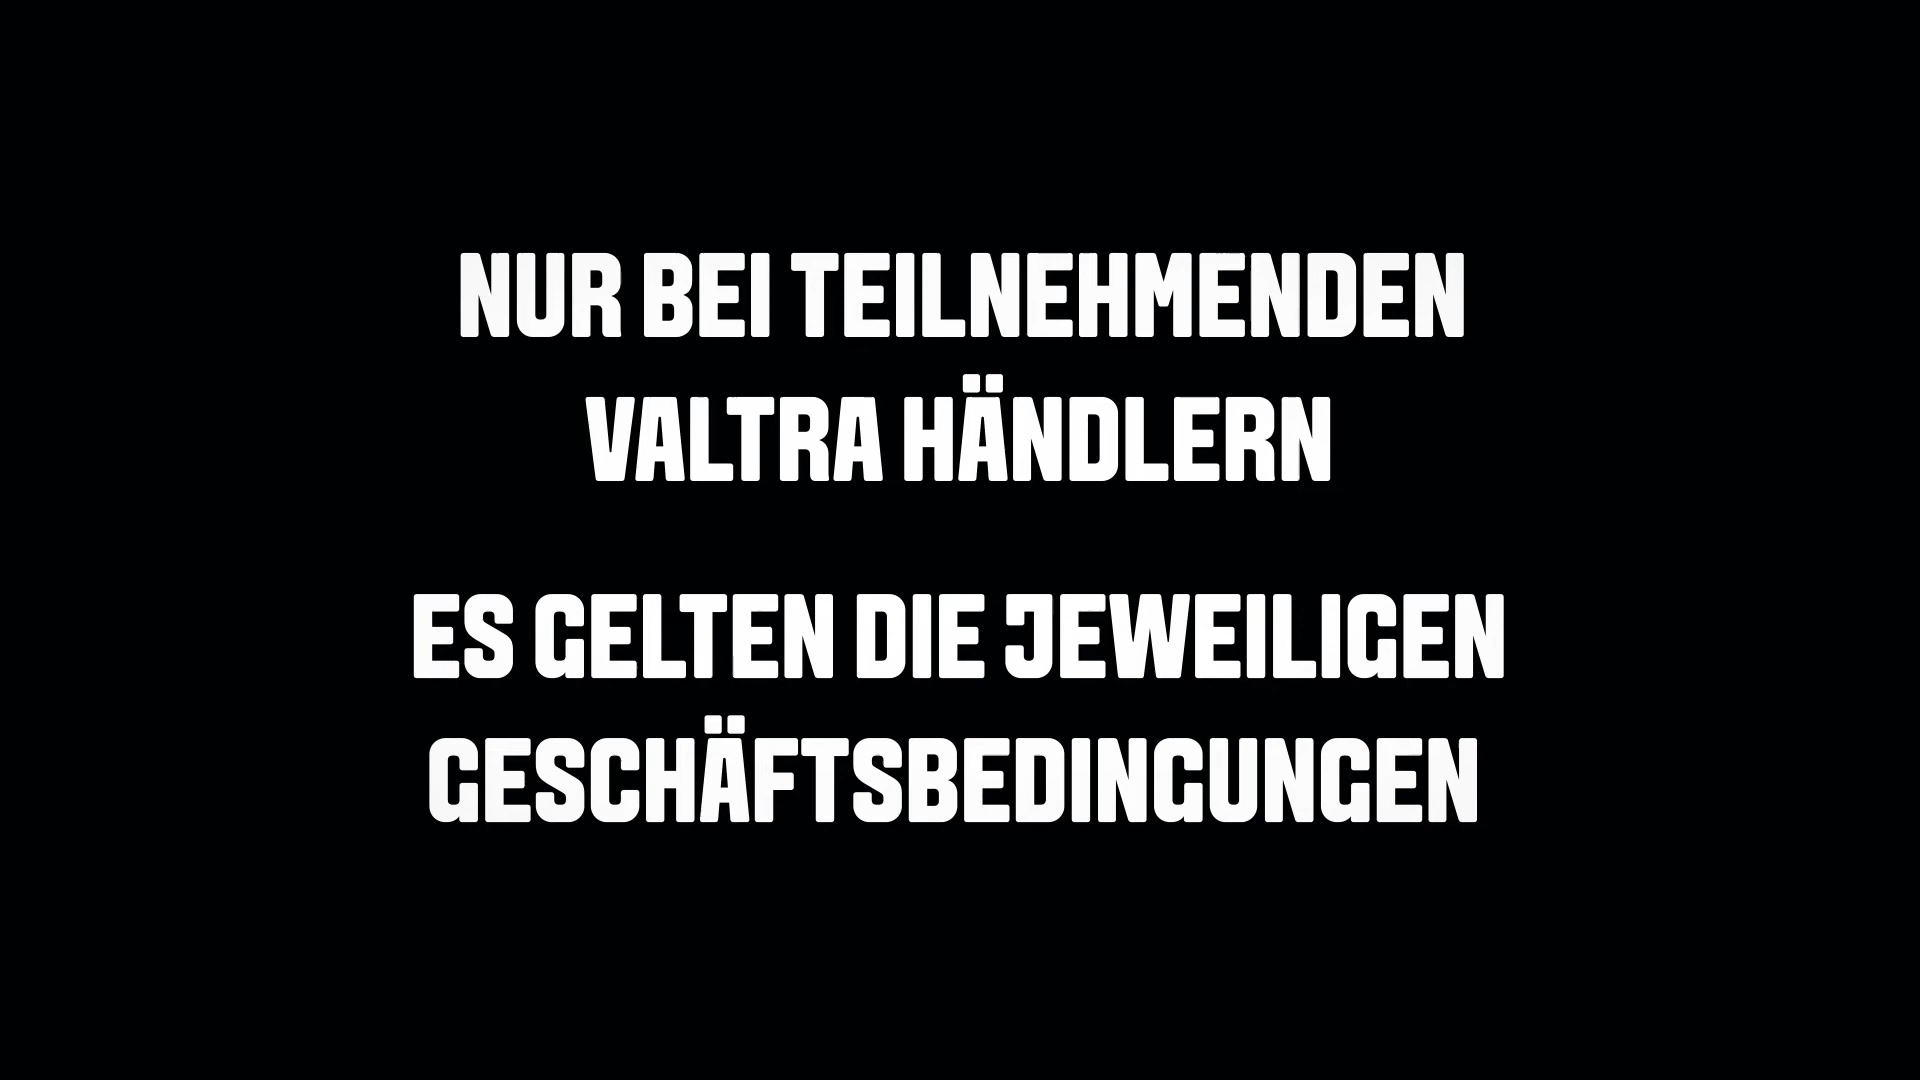 NUR BEI TEILNEHMENDEN
VALTRA HÄNDLERN
ES GELTEN DIE JEWEILIGEN
GESCHÄFTSBEDINGUNGEN